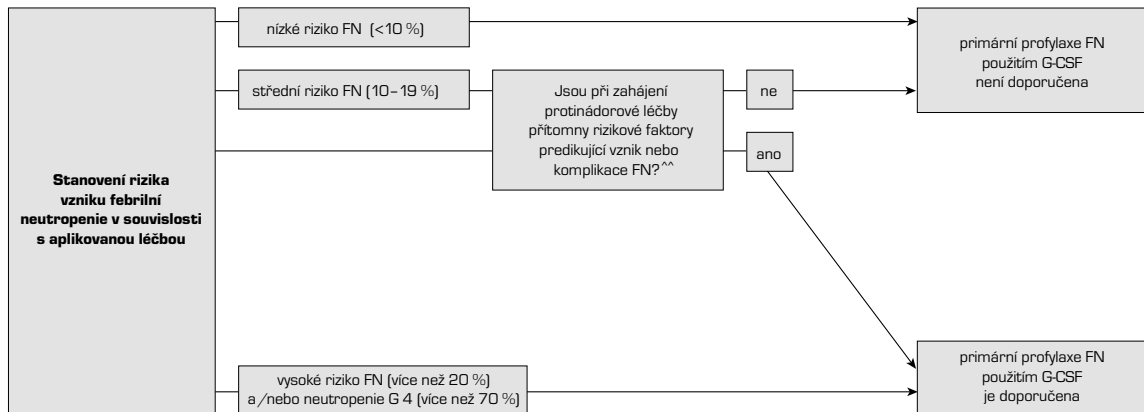 Stanovení rizika
vzniku febrilní
neutropenie v souvislosti
s aplikovanou léčbou
nízké riziko FN (<10 %)
střední riziko FN (10–19 %)
Jsou při zahájení
protinádorové léčby
přítomny rizikové faktory
predikující vznik nebo
komplikace FN?^^
ne
ano
primární profylaxe FN
použitím G-CSF
není doporučena
vysoké riziko FN (více než 20 %)
a/nebo neutropenie G 4 (více než 70 %)
primární profylaxe FN
použitím G-CSF
je doporučena